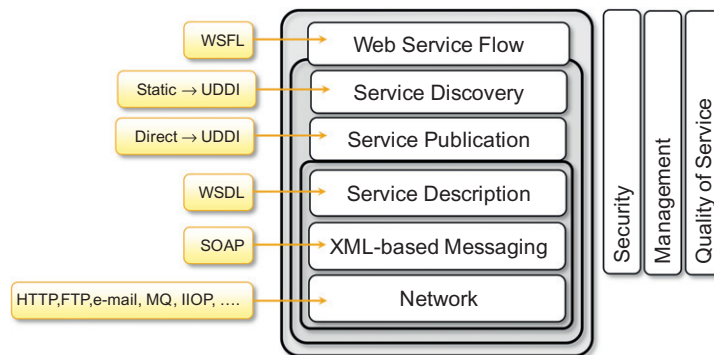 WSFL
Web Service Flow
Static → UDDI
Service Discovery
Direct → UDDI
Service Publication
WSDL
Service Description
SOAP
XML-based Messaging
HTTP,FTP,e-mail, MQ, IIOP, ....
Network
Security
Management
Quality of Service